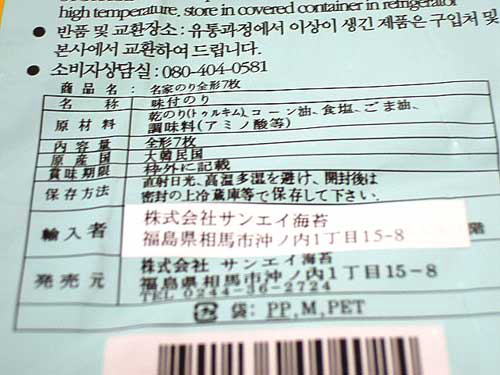 high temperature, store in covered container in refrigerator
● 반품 및 교환장소 : 유통과정에서 이상이 생긴 제품은 구입처 및
본사에서 교환하여 드립니다.
● 소비자상담실 : 080-404-0581
商品名 : 名家のり全形7枚
名称 味付のり
原材料 乾のり(トゥルキム)、コーン油、食塩、ごま油、
調味料(アミノ酸等)
内容量 全形7枚
原産国 大韓民国
賞味期限 枠外に記載
保存方法 直射日光、高温多湿を避け、開封後は
密封の上冷蔵庫等で保存して下さい.
輸入者 株式会社サンエイ海苔
福島県相馬市沖ノ内1丁目15-8 階
発売元 株式会社 サンエイ海苔
福島県相馬市沖ノ内1丁目15-8
TEL 0244-36-2724
袋: PP,M,PET